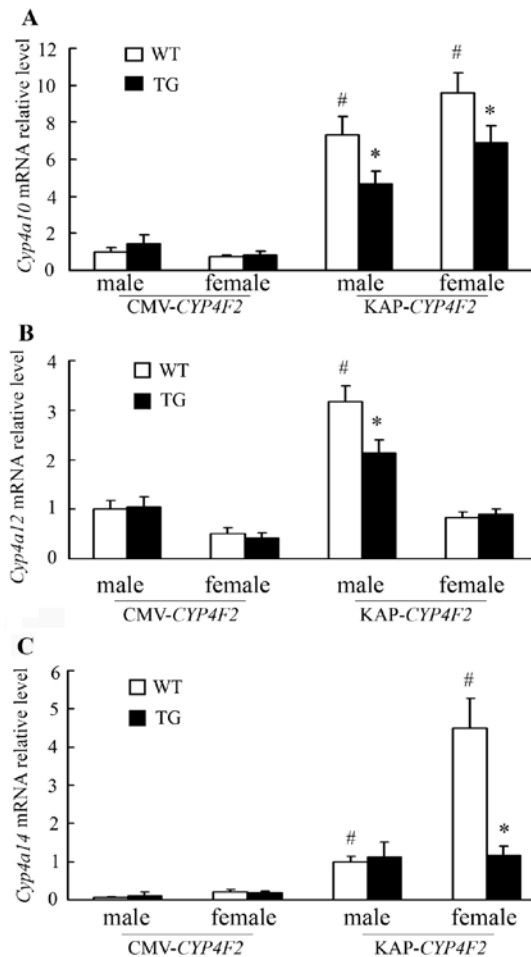 A
Cyp4a10 mRNA relative level
12
10
8
6
4
2
0
WT
TG
#
*
#
*
male female male female
CMV-CYP4F2 KAP-CYP4F2
B
Cyp4a12 mRNA relative level
4
3
2
1
0
WT
TG
#
*
male female male female
CMV-CYP4F2 KAP-CYP4F2
C
Cyp4a14 mRNA relative level
6
5
4
3
2
1
0
WT
TG
#
#
*
male female male female
CMV-CYP4F2 KAP-CYP4F2